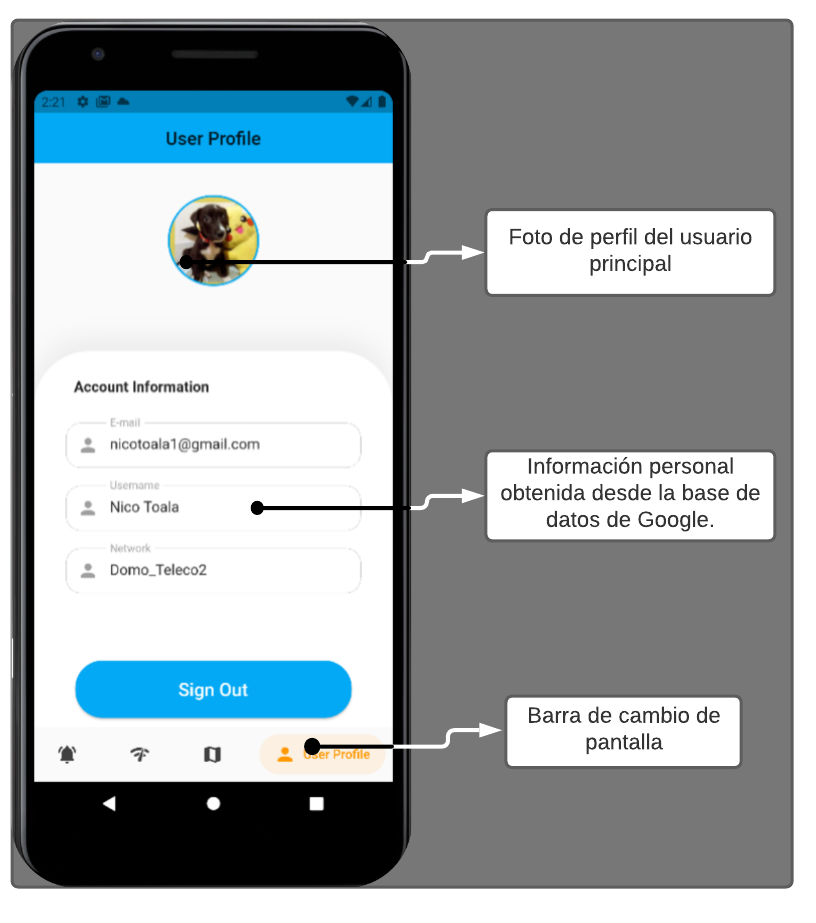 2:21
User Profile
Foto de perfil del usuario
principal
Account Information
E-mail
nicotoala1@gmail.com
Username
Nico Toala
Network
Domo_Teleco2
Información personal
obtenida desde la base de
datos de Google.
Sign Out
User Profile
Barra de cambio de
pantalla